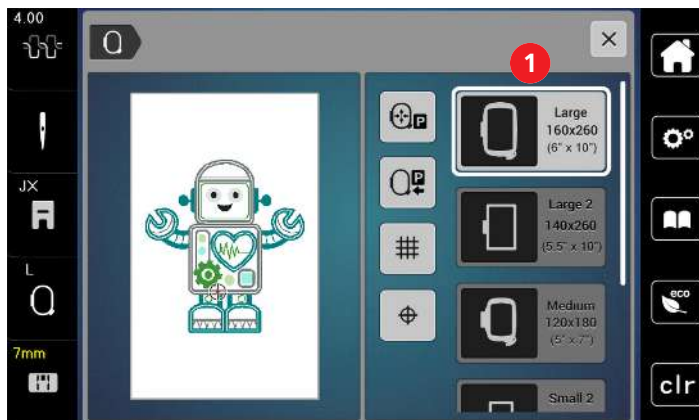 4.00
1
Large
160x260
(6" x 10")
P
JX
P
Large 2
140x260
(5.5" x 10")
L
Medium
120x180
(5" x 7")
eco
7mm
Small 2
clr